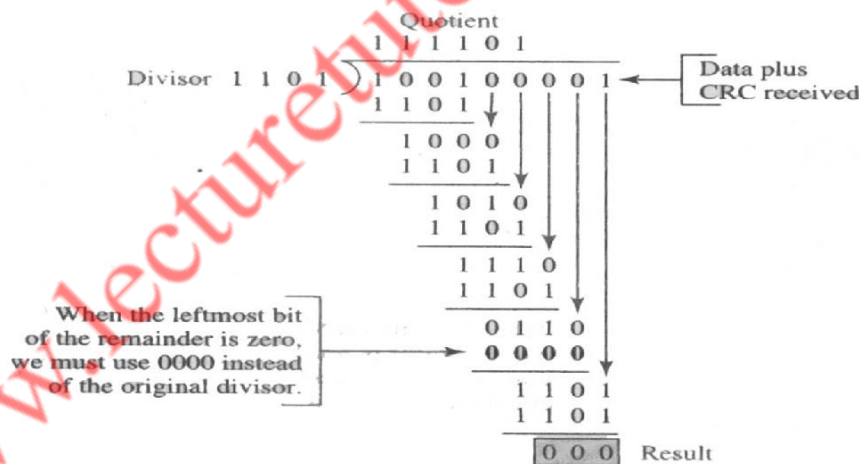 Quotient
1 1 1 1 0 1
Divisor 1 1 0 1 ) 1 0 0 1 0 0 0 0 1
Data plus
CRC received
1 1 0 1
1 0 0 0
1 1 0 1
1 0 1 0
1 1 0 1
1 1 1 0
1 1 0 1
0 1 1 0
0 0 0 0
When the leftmost bit
of the remainder is zero,
we must use 0000 instead
of the original divisor.
1 1 0 1
1 1 0 1
0 0 0 Result
w.lecturetu